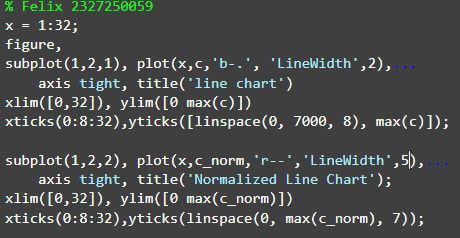 % Felix 2327250059
x = 1:32;
figure,
subplot(1,2,1), plot(x,c,'b-.', 'LineWidth',2),...
    axis tight, title('line chart')
xlim([0,32]), ylim([0 max(c)])
xticks(0:8:32),yticks([linspace(0, 7000, 8), max(c)]);

subplot(1,2,2), plot(x,c_norm,'r--','LineWidth',5),...
    axis tight, title('Normalized Line Chart');
xlim([0,32]), ylim([0 max(c_norm)])
xticks(0:8:32),yticks(linspace(0, max(c_norm), 7));